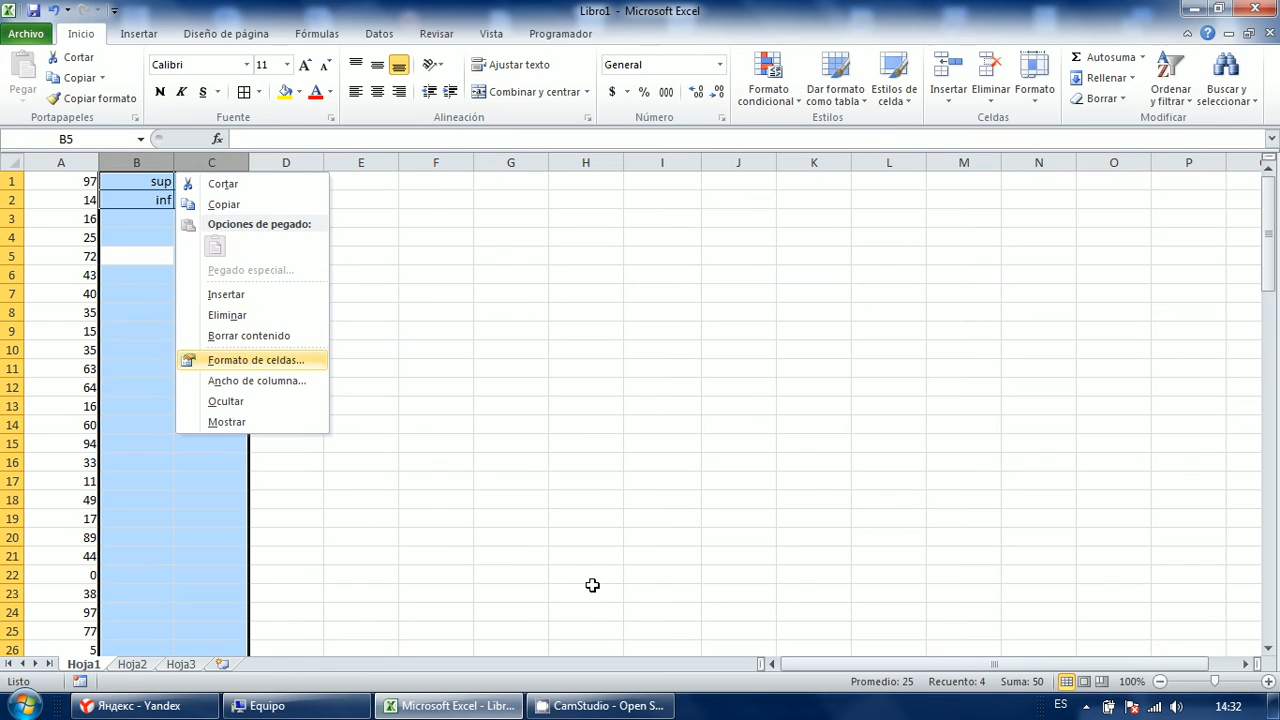 Libro1 - Microsoft Excel
Archivo Inicio Insertar Diseño de página Fórmulas Datos Revisar Vista Programador
Cortar
Copiar
Copiar formato
Pegar
Portapapeles
Calibri 11
N K S
Fuente
Ajustar texto
Combinar y centrar
Alineación
General
$ % 000
Número
Formato condicional
Dar formato como tabla
Estilos de celda
Estilos
Insertar Eliminar Formato
Celdas
Autosuma
Rellenar
Borrar
Ordenar y filtrar
Buscar y seleccionar
Modificar
B5 fx
A B C D E F G H I J K L M N O P
1 97 sup
2 14 inf
3 16
4 25
5 72
6 43
7 40
8 35
9 15
10 35
11 63
12 64
13 16
14 60
15 94
16 33
17 11
18 49
19 17
20 89
21 44
22 0
23 38
24 97
25 77
26 5
Cortar
Copiar
Opciones de pegado:
Pegado especial...
Insertar
Eliminar
Borrar contenido
Formato de celdas...
Ancho de columna...
Ocultar
Mostrar
Hoja1 Hoja2 Hoja3
Listo Promedio: 25 Recuento: 4 Suma: 50 100%
Яндекс - Yandex Equipo Microsoft Excel - Libr... CamStudio - Open S... ES 14:32